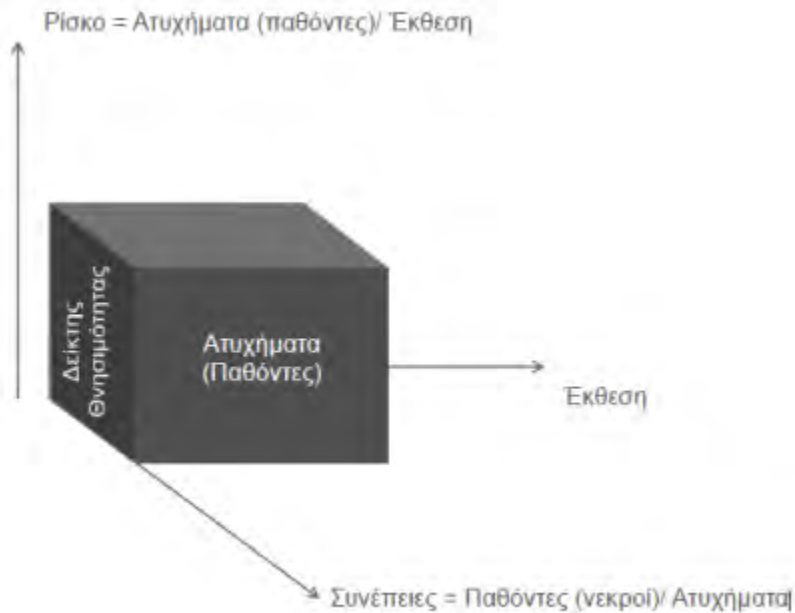 Ρίσκο = Ατυχήματα (παθόντες)/ Έκθεση
Δείκτης
Θνησιμότητας
Ατυχήματα
(Παθόντες)
Έκθεση
Συνέπειες = Παθόντες (νεκροί)/ Ατυχήματα